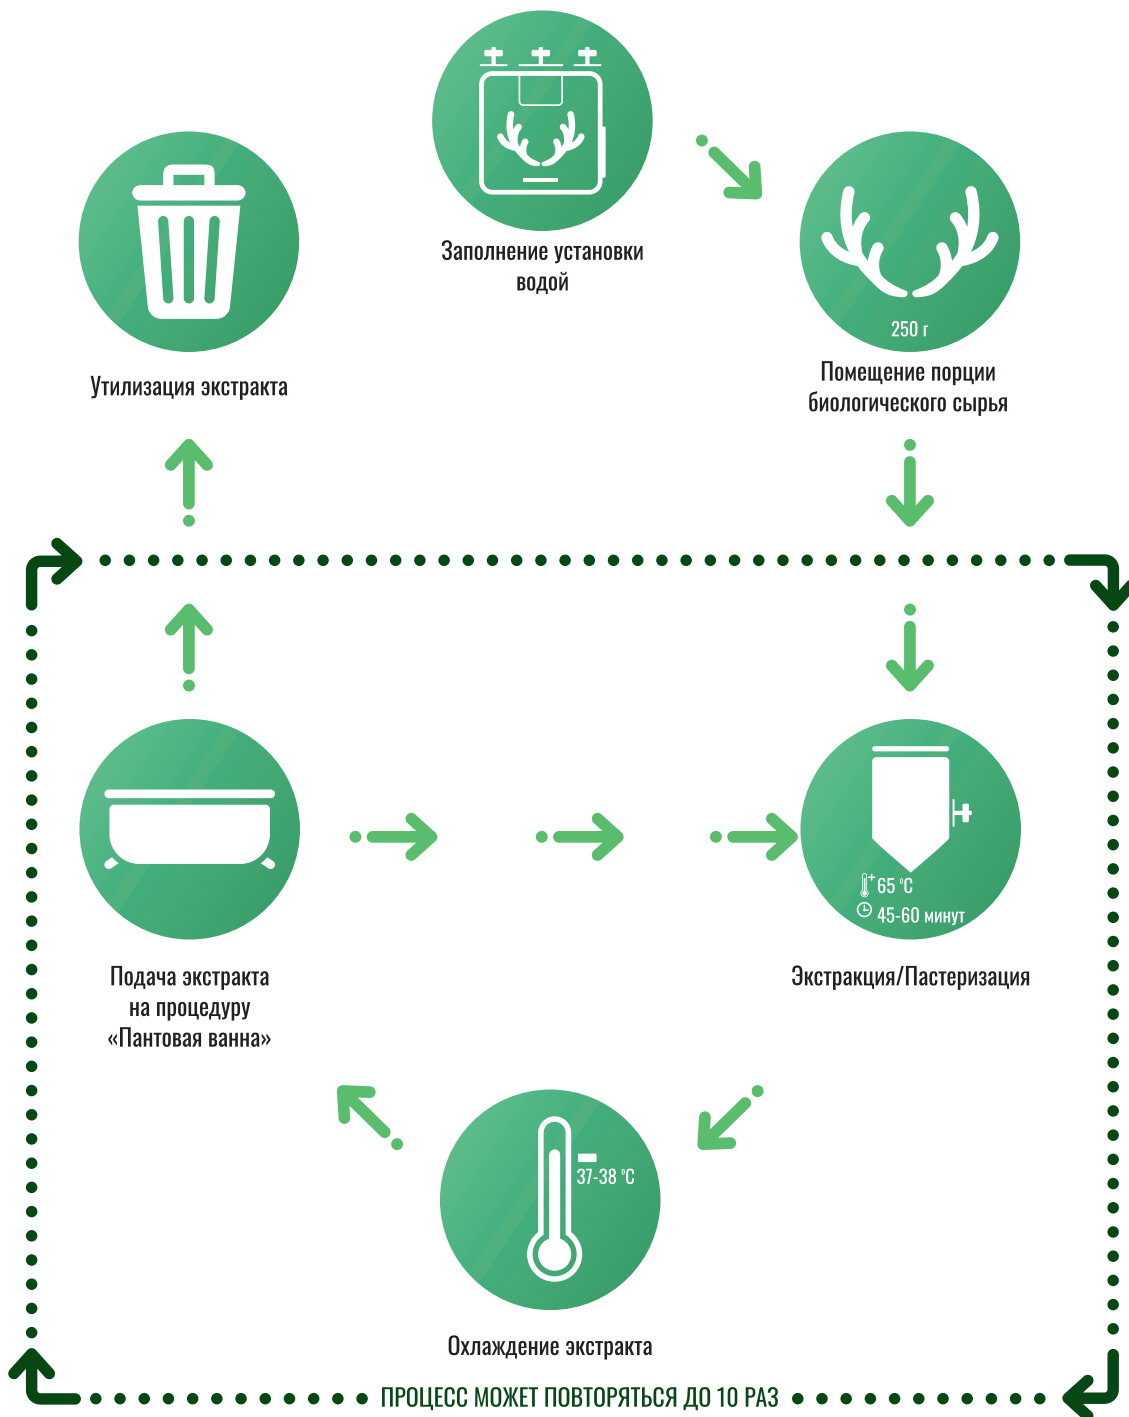 Заполнение установки
водой
250 г
Помещение порции
биологического сырья
Утилизация экстракта
65 °C
45-60 минут
Экстракция/Пастеризация
Подача экстракта
на процедуру
«Пантовая ванна»
37-38 °C
Охлаждение экстракта
ПРОЦЕСС МОЖЕТ ПОВТОРЯТЬСЯ ДО 10 РАЗ